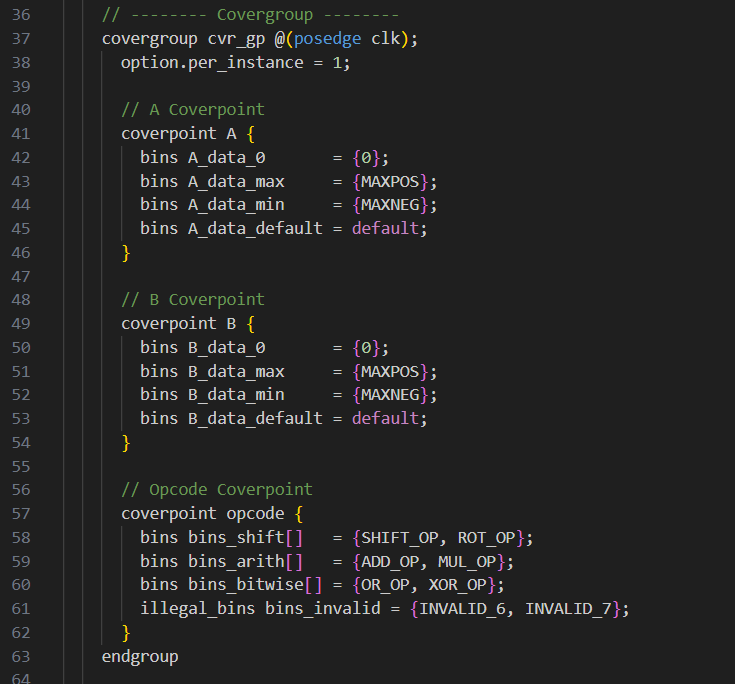 36 // -------- Covergroup --------
37 covergroup cvr_gp @(posedge clk);
38 option.per_instance = 1;
39
40 // A Coverpoint
41 coverpoint A {
42 bins A_data_0 = {0};
43 bins A_data_max = {MAXPOS};
44 bins A_data_min = {MAXNEG};
45 bins A_data_default = default;
46 }
47
48 // B Coverpoint
49 coverpoint B {
50 bins B_data_0 = {0};
51 bins B_data_max = {MAXPOS};
52 bins B_data_min = {MAXNEG};
53 bins B_data_default = default;
54 }
55
56 // Opcode Coverpoint
57 coverpoint opcode {
58 bins bins_shift[] = {SHIFT_OP, ROT_OP};
59 bins bins_arith[] = {ADD_OP, MUL_OP};
60 bins bins_bitwise[] = {OR_OP, XOR_OP};
61 illegal_bins bins_invalid = {INVALID_6, INVALID_7};
62 }
63 endgroup
64